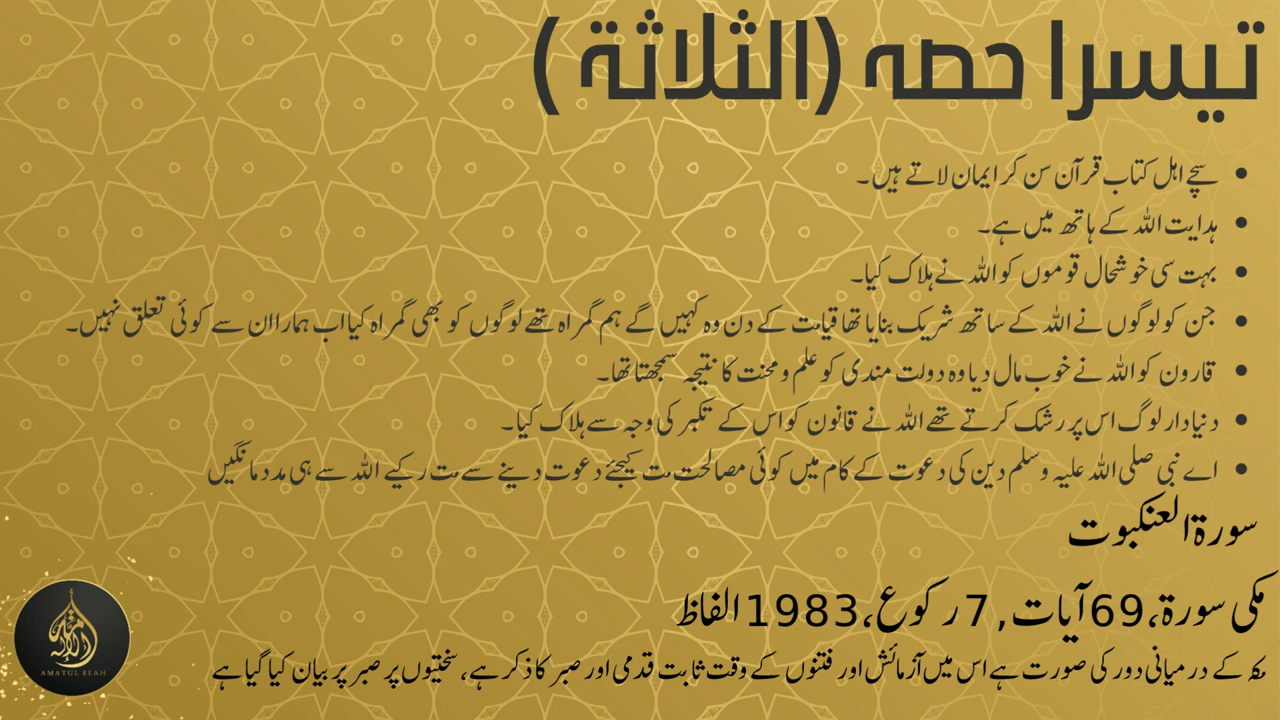 تیسرا حصہ (الثلاثة )
• سچے اہل کتاب قرآن سن کر ایمان لاتے ہیں۔
• ہدایت اللہ کے ہاتھ میں ہے۔
• بہت سی خوشحال قوموں کو اللہ نے ہلاک کیا۔
• جن کو لوگوں نے اللہ کے ساتھ شریک بنایا تھا قیامت کے دن وہ کہیں گے ہم گمراہ تھے لوگوں کو بھی گمراہ کیا اب ہمارا ان سے کوئی تعلق نہیں۔
• قارون کو اللہ نے خوب مال دیا وہ دولت مندی کو علم و محنت کا نتیجہ سمجھتا تھا۔
• دنیا دار لوگ اس پر رشک کرتے تھے اللہ نے قانون کو اس کے تکبر کی وجہ سے ہلاک کیا۔
• اے نبی صلی اللہ علیہ وسلم دین کی دعوت کے کام میں کوئی مصالحت مت کیجئے دعوت دینے سے مت رکیے اللہ سے ہی مدد مانگیں
سورۃ العنکبوت
مکی سورۃ، 69 آیات, 7 رکوع، 1983 الفاظ
مکہ کے درمیانی دور کی صورت ہے اس میں آزمائش اور فتنوں کے وقت ثابت قدمی اور صبر کا ذکر ہے، سختیوں پر صبر پر بیان کیا گیا ہے
AMATUL ELAH